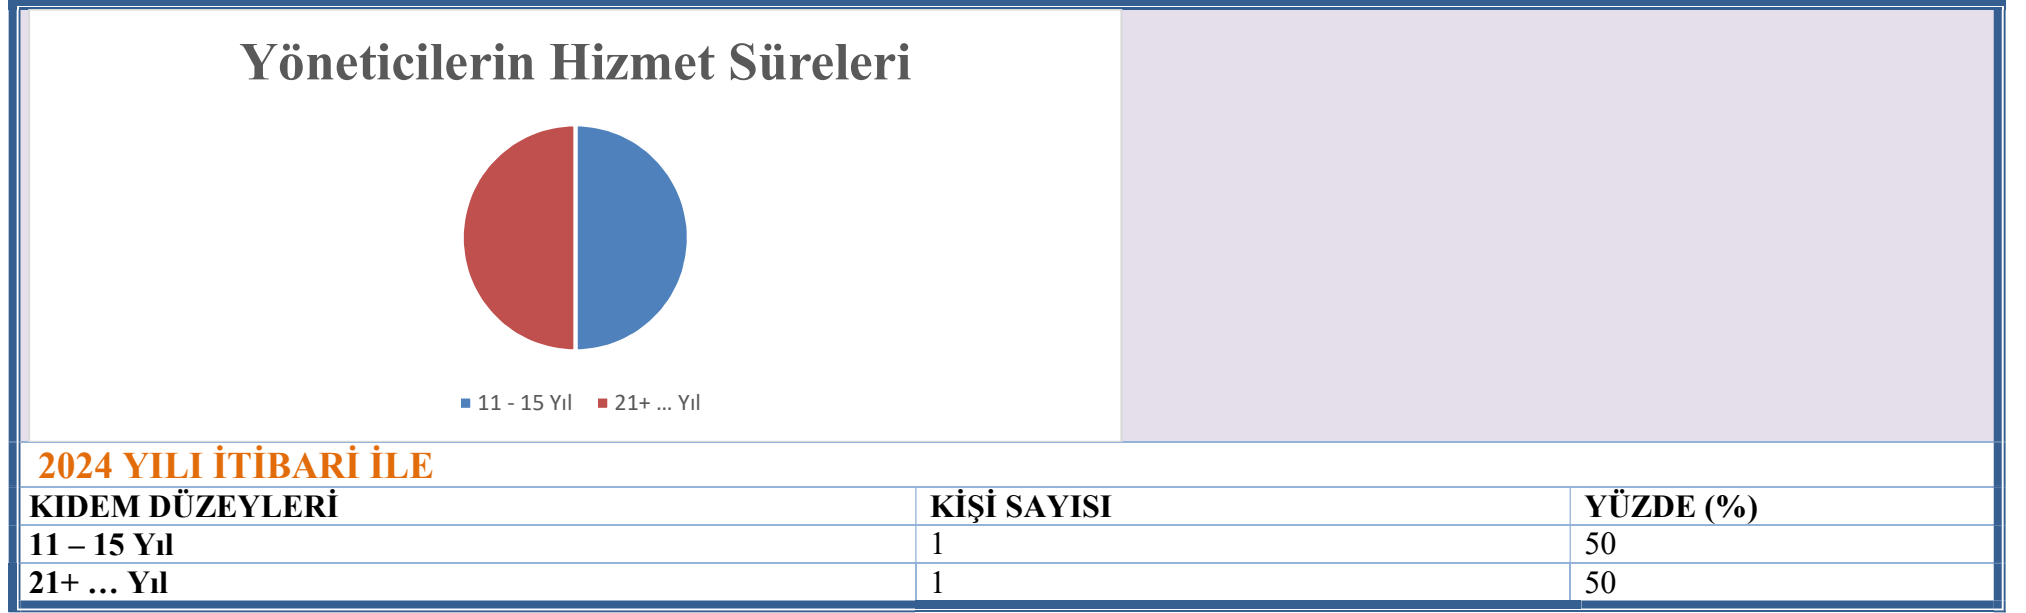 Yöneticilerin Hizmet Süreleri
11 - 15 Yıl 21+ ... Yıl
2024 YILI İTİBARİ İLE
KIDEM DÜZEYLERİ KİŞİ SAYISI YÜZDE (%)
11 – 15 Yıl 1 50
21+ … Yıl 1 50